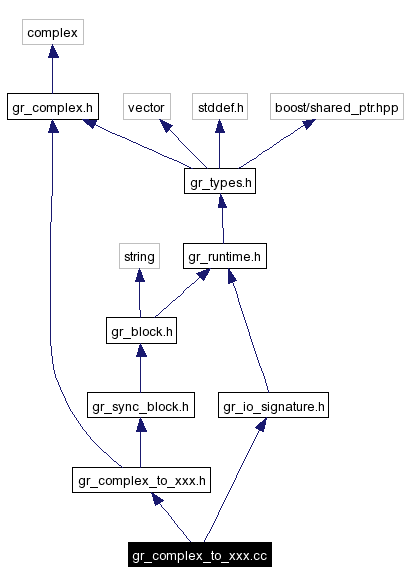 complex
gr_complex.h
vector
stddef.h
boost/shared_ptr.hpp
gr_types.h
string
gr_runtime.h
gr_block.h
gr_sync_block.h
gr_io_signature.h
gr_complex_to_xxx.h
gr_complex_to_xxx.cc